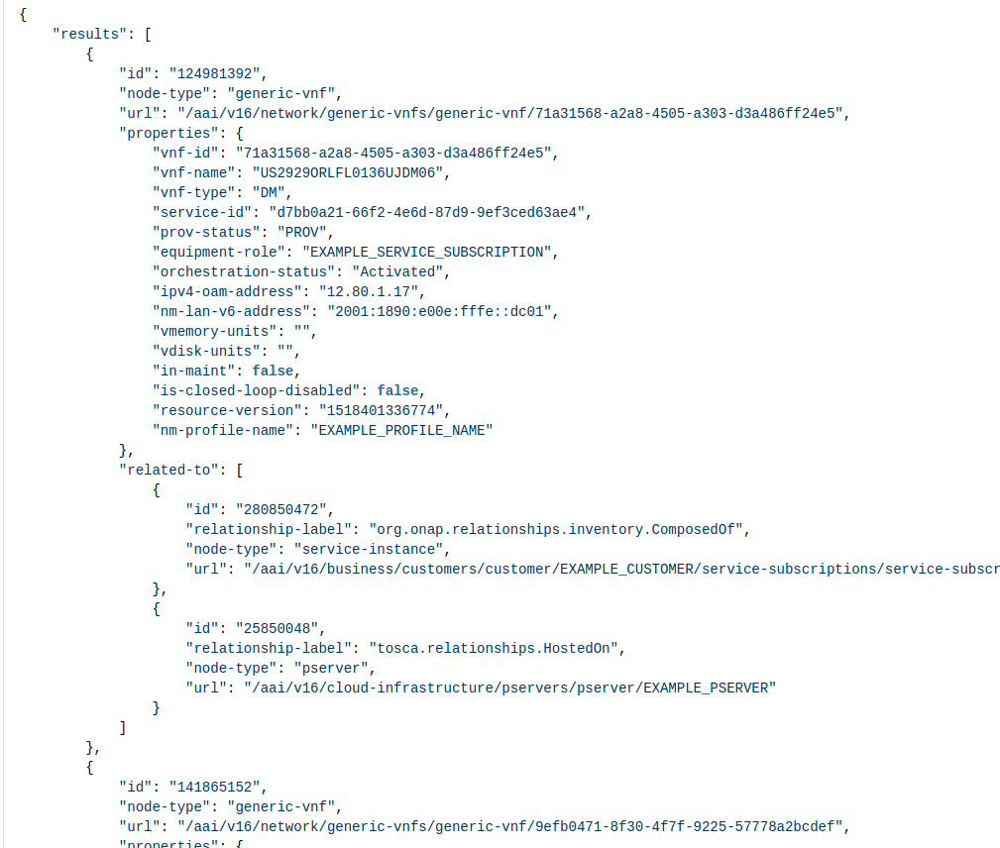 {
    "results": [
        {
            "id": "124981392",
            "node-type": "generic-vnf",
            "url": "/aai/v16/network/generic-vnfs/generic-vnf/71a31568-a2a8-4505-a303-d3a486ff24e5",
            "properties": {
                "vnf-id": "71a31568-a2a8-4505-a303-d3a486ff24e5",
                "vnf-name": "US2929ORLFL0136UJDM06",
                "vnf-type": "DM",
                "service-id": "d7bb0a21-66f2-4e6d-87d9-9ef3ced63ae4",
                "prov-status": "PROV",
                "equipment-role": "EXAMPLE_SERVICE_SUBSCRIPTION",
                "orchestration-status": "Activated",
                "ipv4-oam-address": "12.80.1.17",
                "nm-lan-v6-address": "2001:1890:e00e:fffe::dc01",
                "vmemory-units": "",
                "vdisk-units": "",
                "in-maint": false,
                "is-closed-loop-disabled": false,
                "resource-version": "1518401336774",
                "nm-profile-name": "EXAMPLE_PROFILE_NAME"
            },
            "related-to": [
                {
                    "id": "280850472",
                    "relationship-label": "org.onap.relationships.inventory.ComposedOf",
                    "node-type": "service-instance",
                    "url": "/aai/v16/business/customers/customer/EXAMPLE_CUSTOMER/service-subscriptions/service-subscr
                },
                {
                    "id": "25850048",
                    "relationship-label": "tosca.relationships.HostedOn",
                    "node-type": "pserver",
                    "url": "/aai/v16/cloud-infrastructure/pservers/pserver/EXAMPLE_PSERVER"
                }
            ]
        },
        {
            "id": "141865152",
            "node-type": "generic-vnf",
            "url": "/aai/v16/network/generic-vnfs/generic-vnf/9efb0471-8f30-4f7f-9225-57778a2bcdef",
            "properties": {